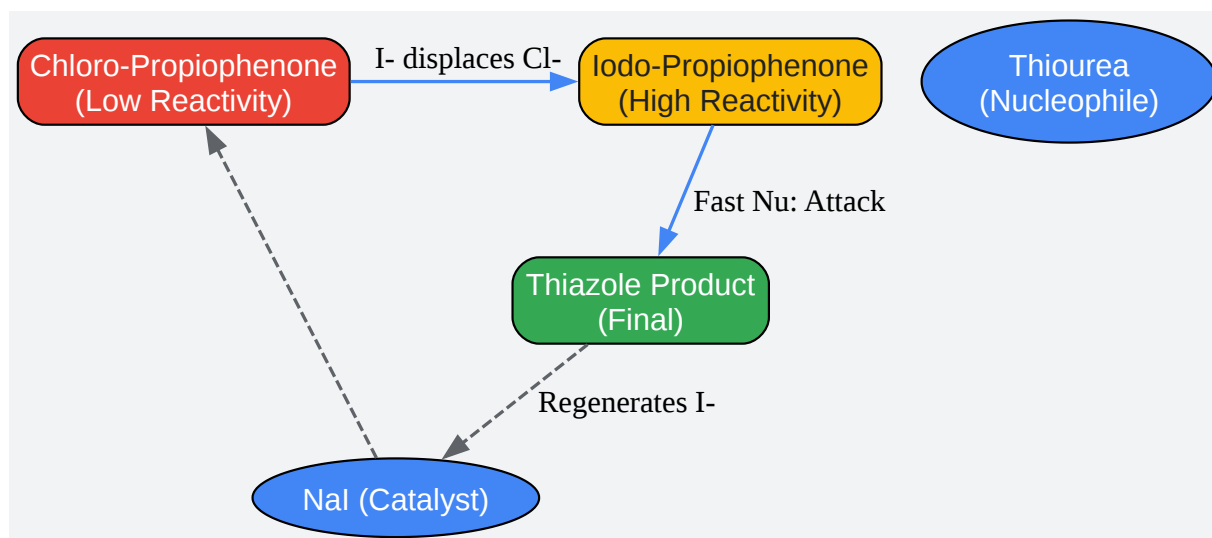 Chloro-Propiophenone
(Low Reactivity)
I- displaces Cl-
Iodo-Propiophenone
(High Reactivity)
Thiourea
(Nucleophile)
Fast Nu: Attack
Thiazole Product
(Final)
Regenerates I-
NaI (Catalyst)